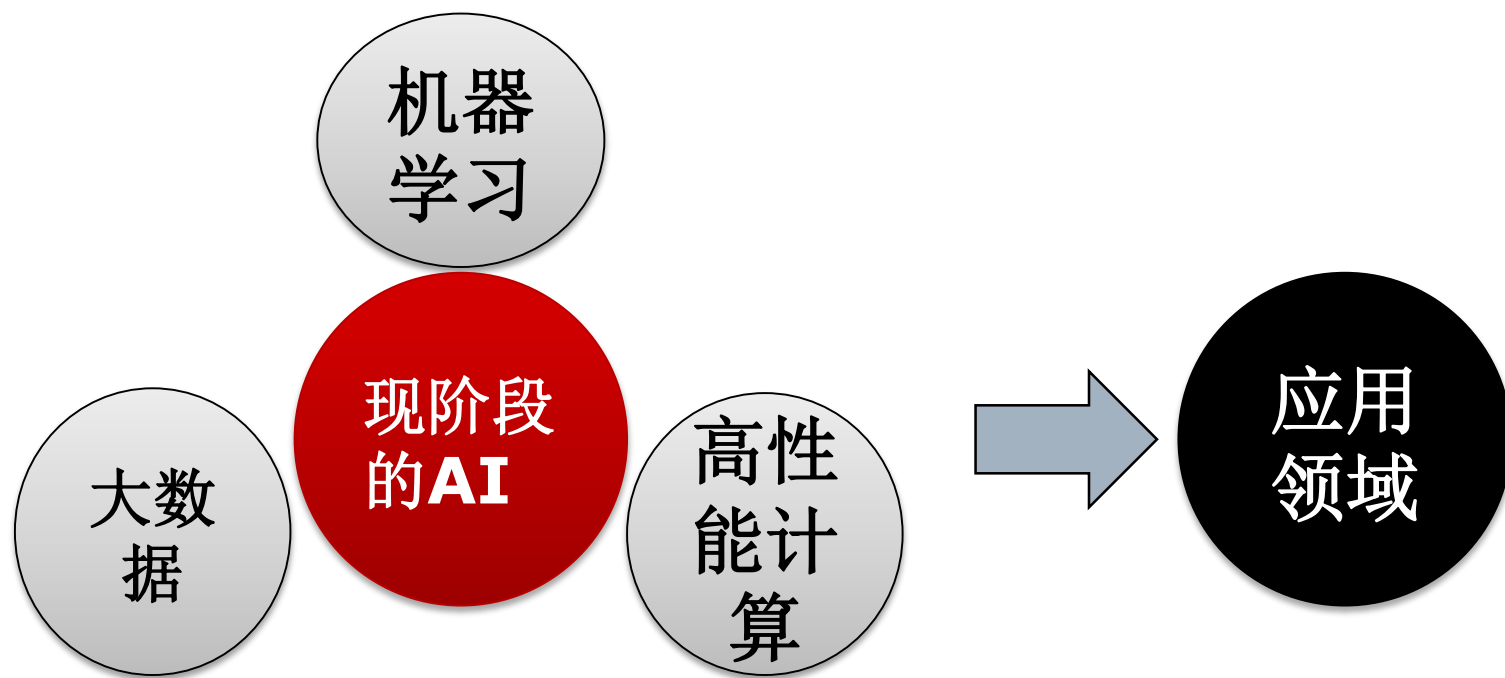 机器
学习
现阶段
的AI
大数
据
高性
能计
算
应用
领域